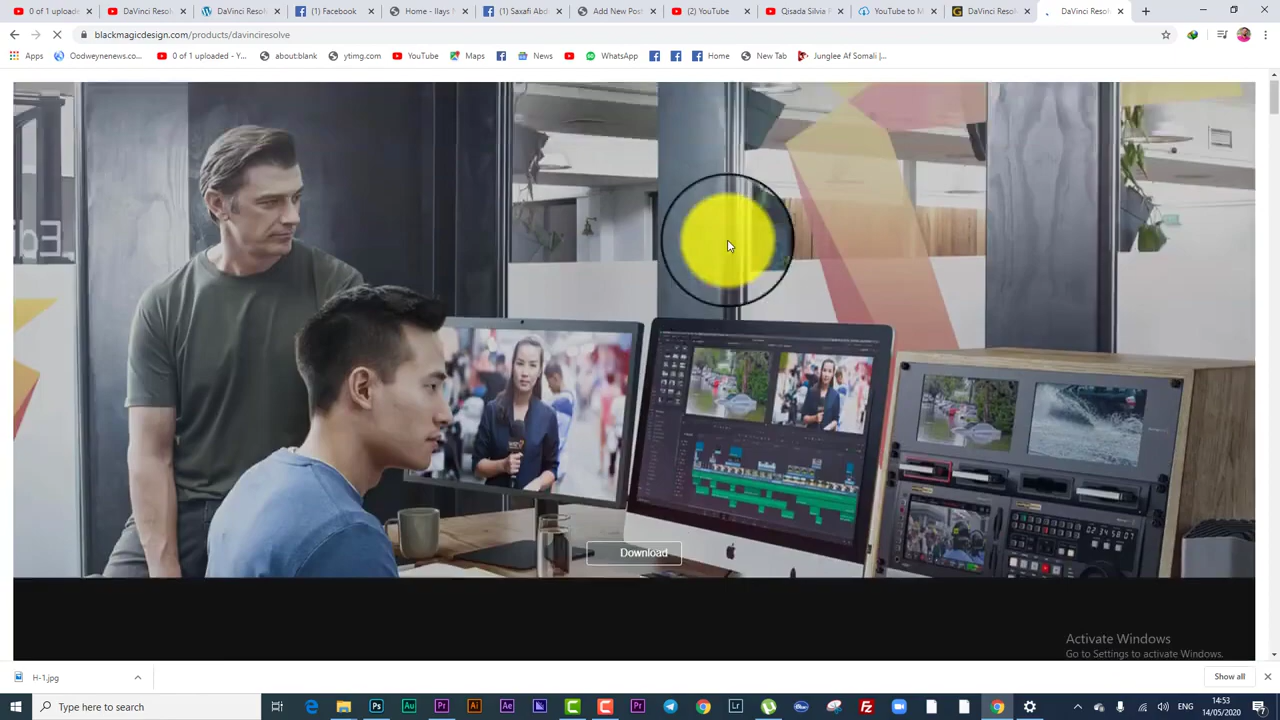 0 of 1 uploade
DaVinci Resol
DaVinci Resol
(1) Facebook
Home - Ilays N
(1) Saxafi Abd
Add New Post
(2) YouTube
Qisada Silvia F
YouTube to M
DaVinci Resol
DaVinci Resol
blackmagicdesign.com/products/davinciresolve
Apps
Oodweynenews.co...
0 of 1 uploaded - Y...
about:blank
ytimg.com
YouTube
Maps
News
WhatsApp
Home
New Tab
Junglee Af Somali |...
Download
Activate Windows
Go to Settings to activate Windows.
H-1.jpg
Show all
Type here to search
ENG
14:53
14/05/2020